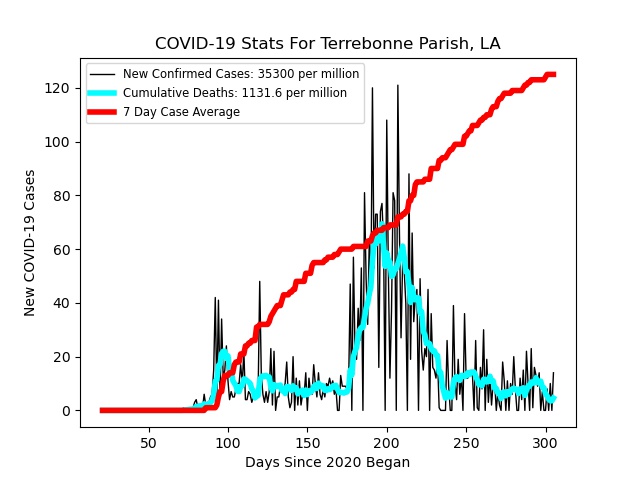 COVID-19 Stats For Terrebonne Parish, LA
New Confirmed Cases: 35300 per million
Cumulative Deaths: 1131.6 per million
7 Day Case Average
New COVID-19 Cases
120
100
80
60
40
20
0
50 100 150 200 250 300
Days Since 2020 Began